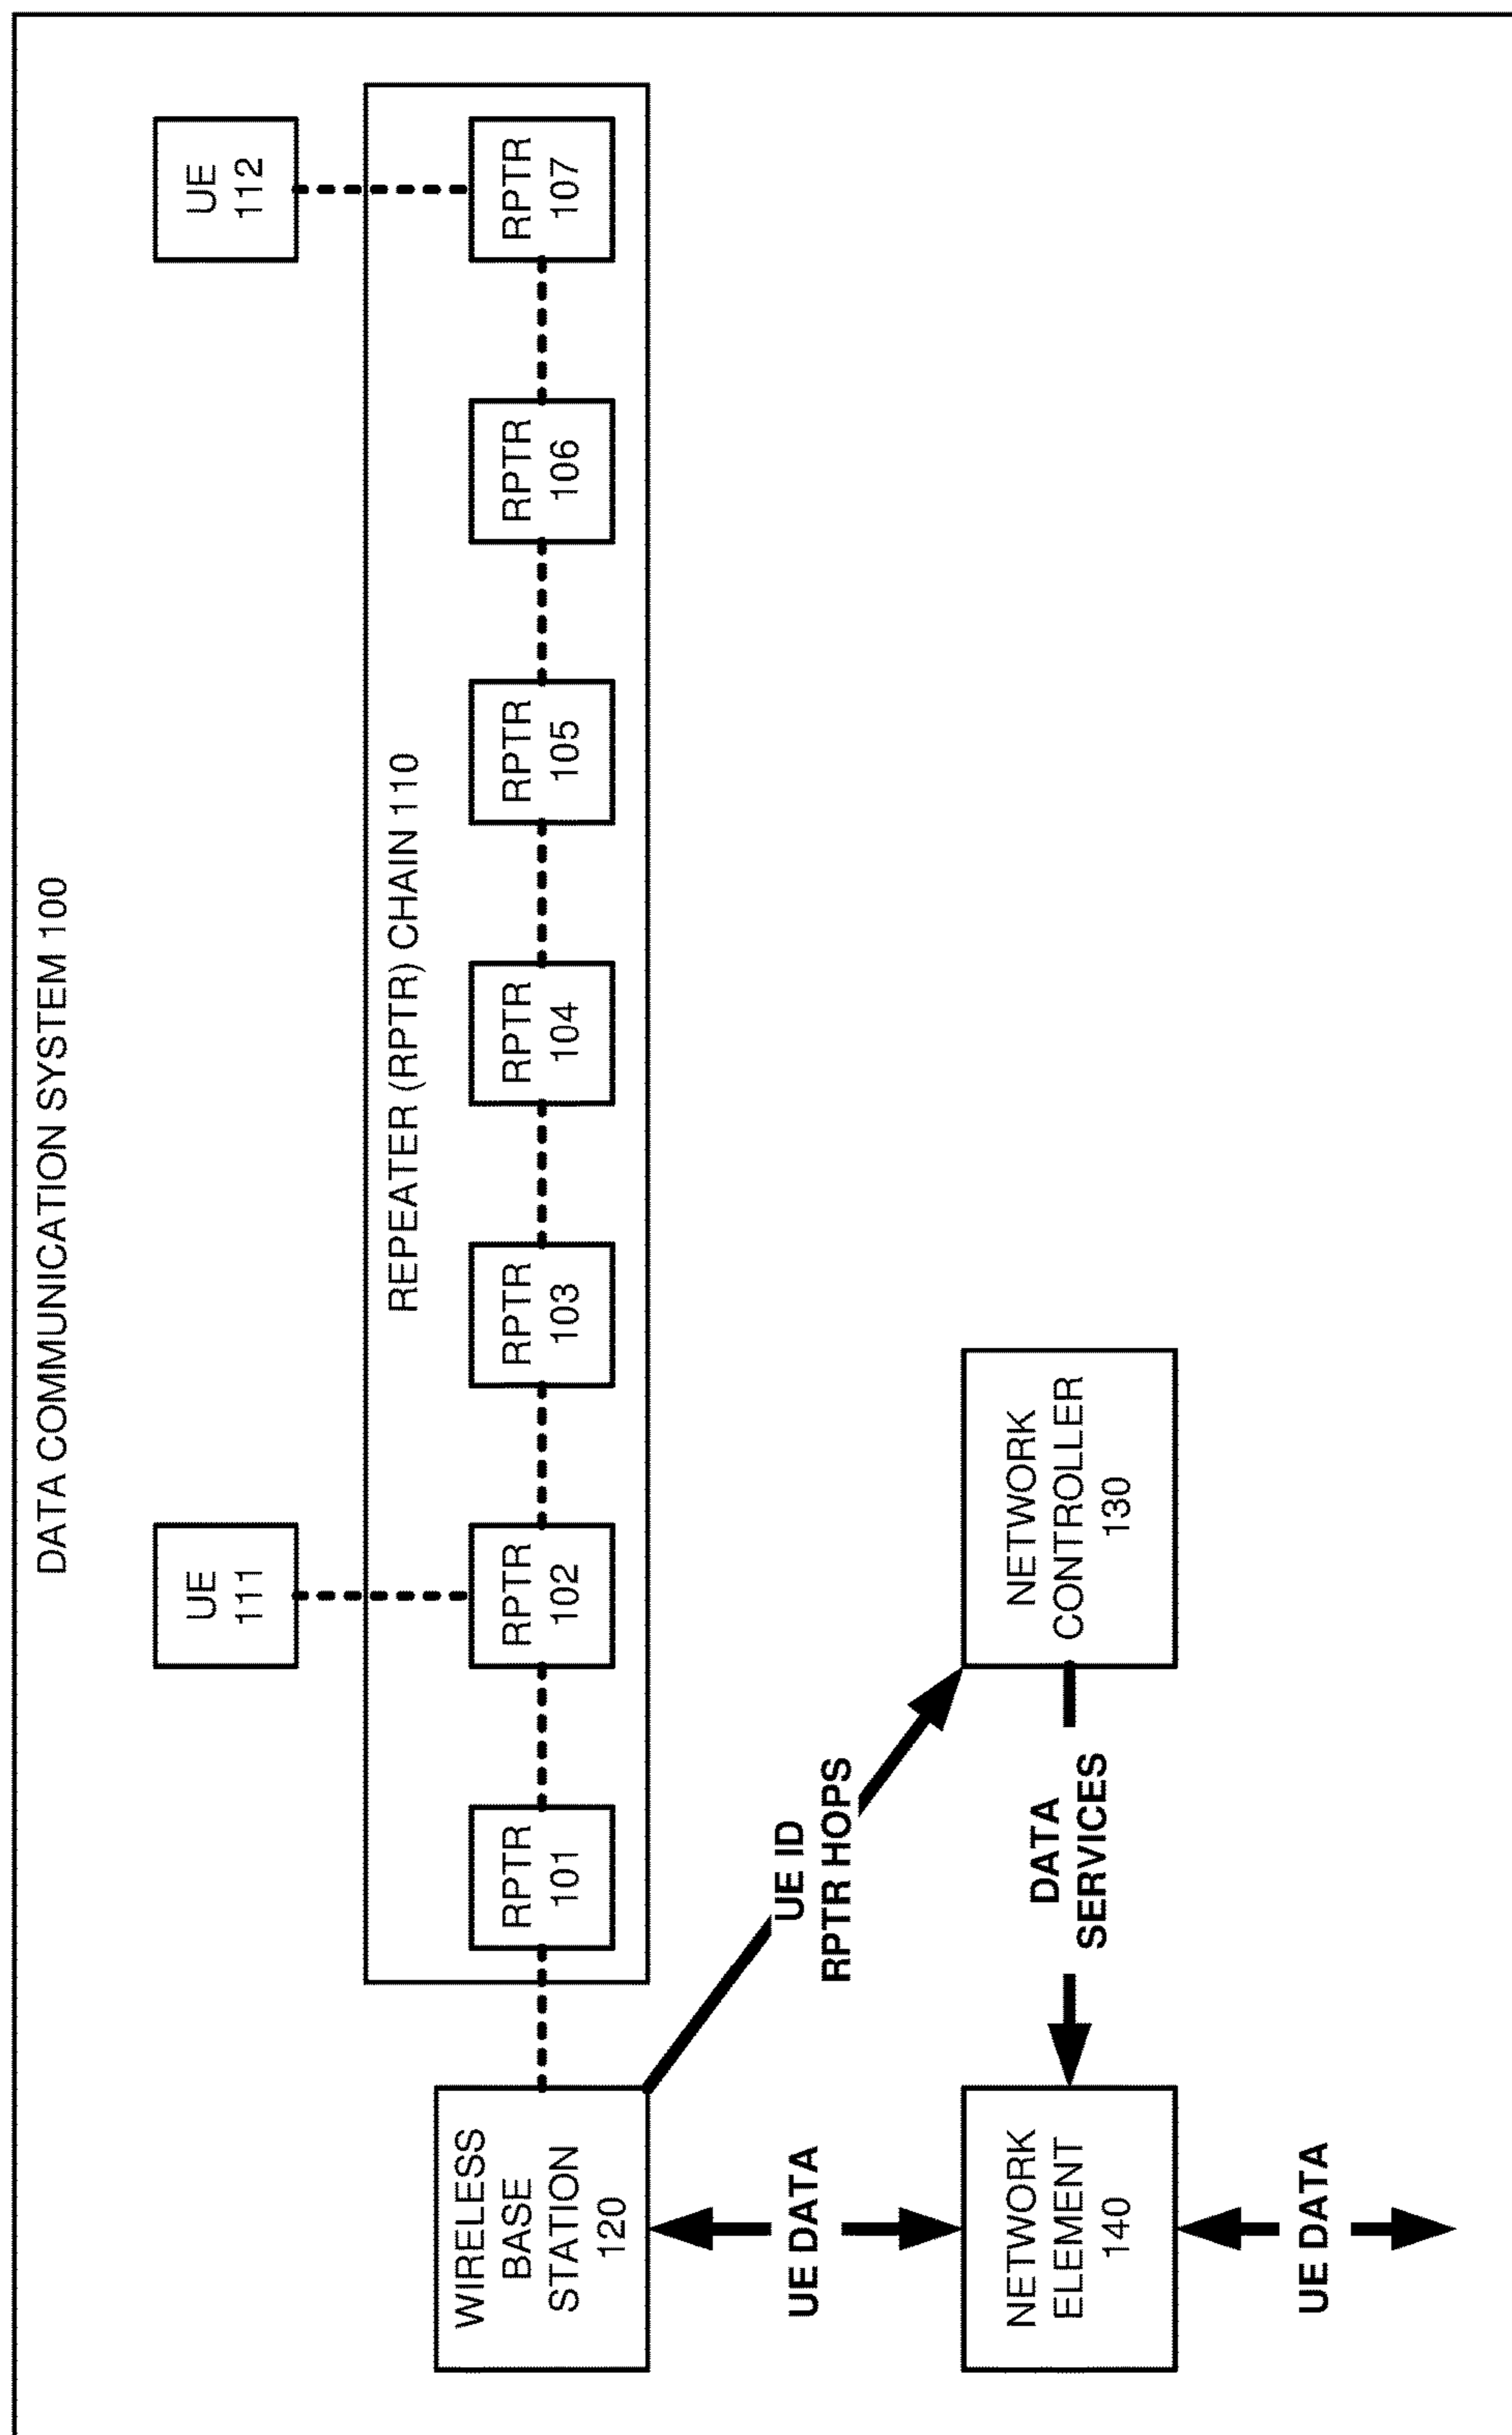 DATA COMMUNICATION SYSTEM 100
UE
111
UE
112
REPEATER (RPTR) CHAIN 110
WIRELESS
BASE
STATION
120
RPTR
101
RPTR
102
RPTR
103
RPTR
104
RPTR
105
RPTR
106
RPTR
107
UE DATA
UE ID
RPTR HOPS
NETWORK
ELEMENT
140
DATA
SERVICES
NETWORK
CONTROLLER
130
UE DATA